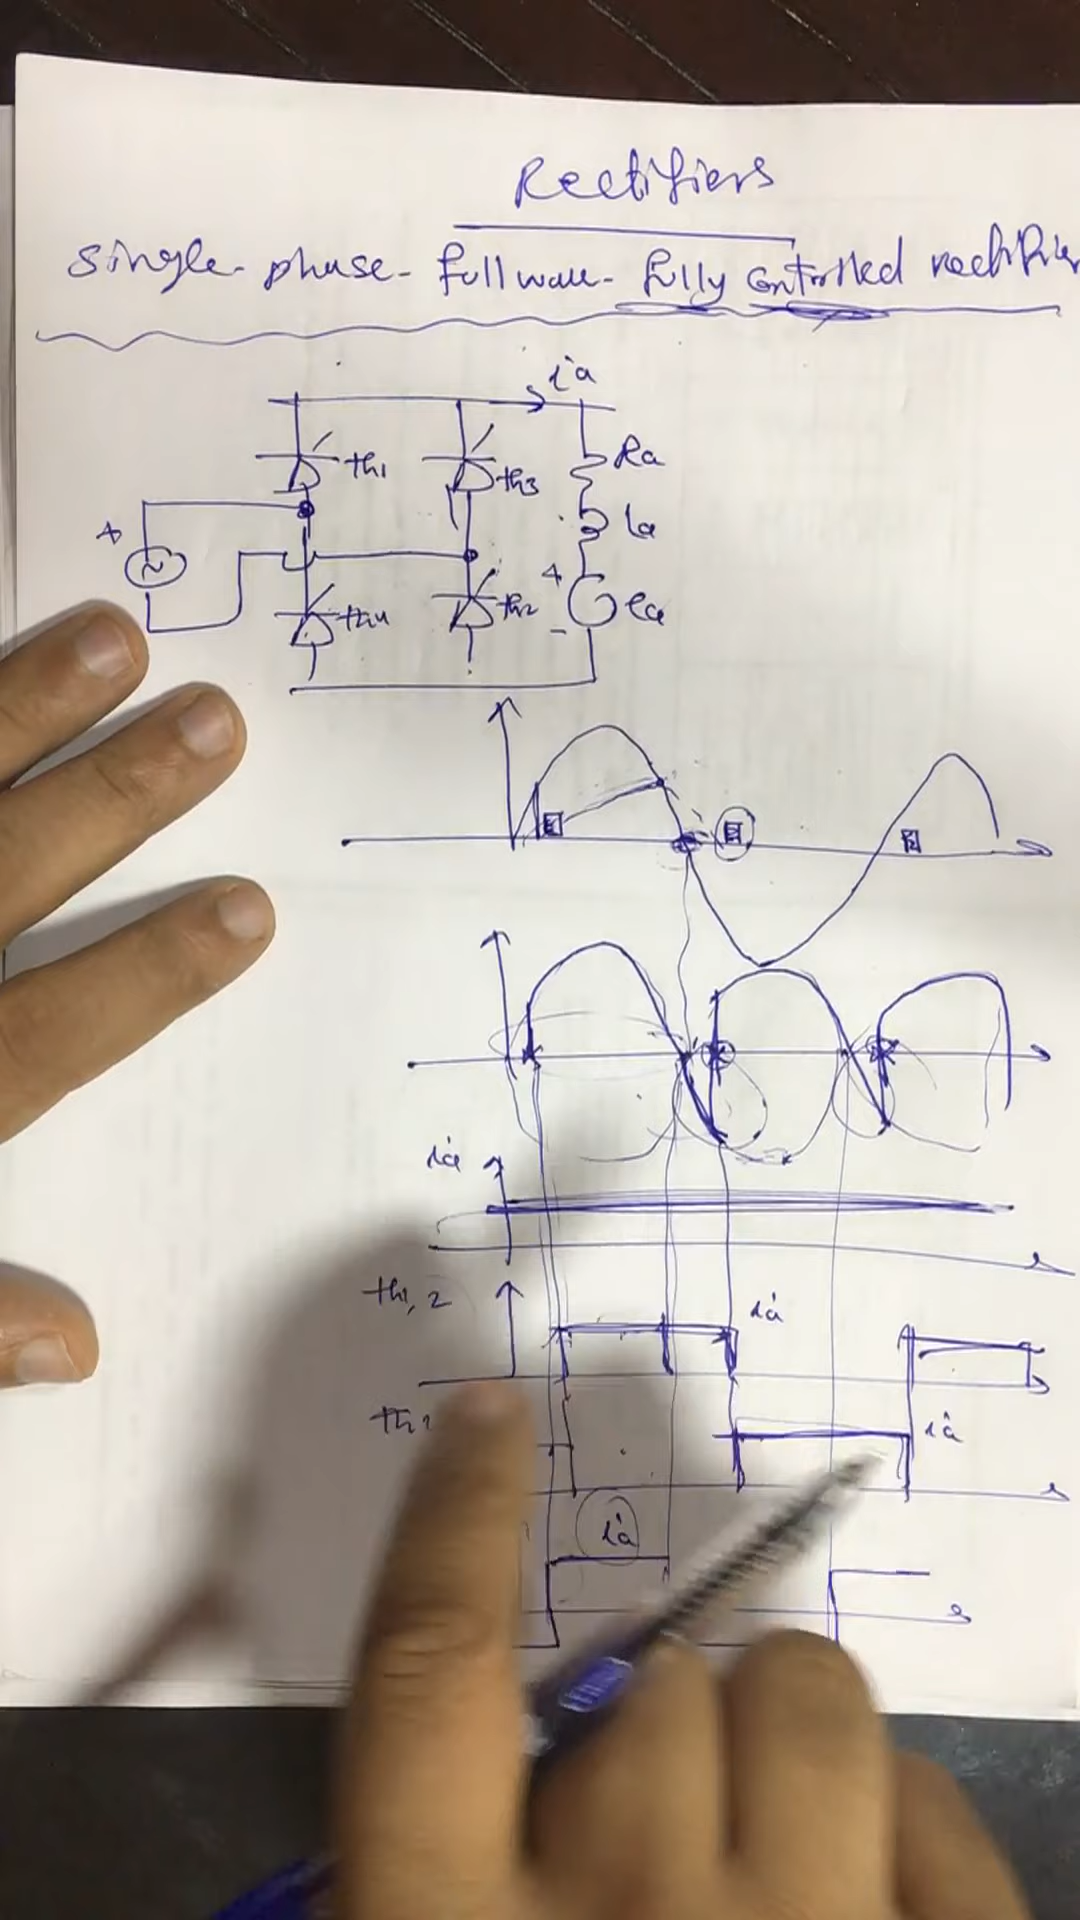 Rectifiers
single-phase-fullwave-fully controlled rectifier
ia
th1
th3
Ra
+
La
+
th4
th2
ea
-
ia
th1,2
ia
ia
ia